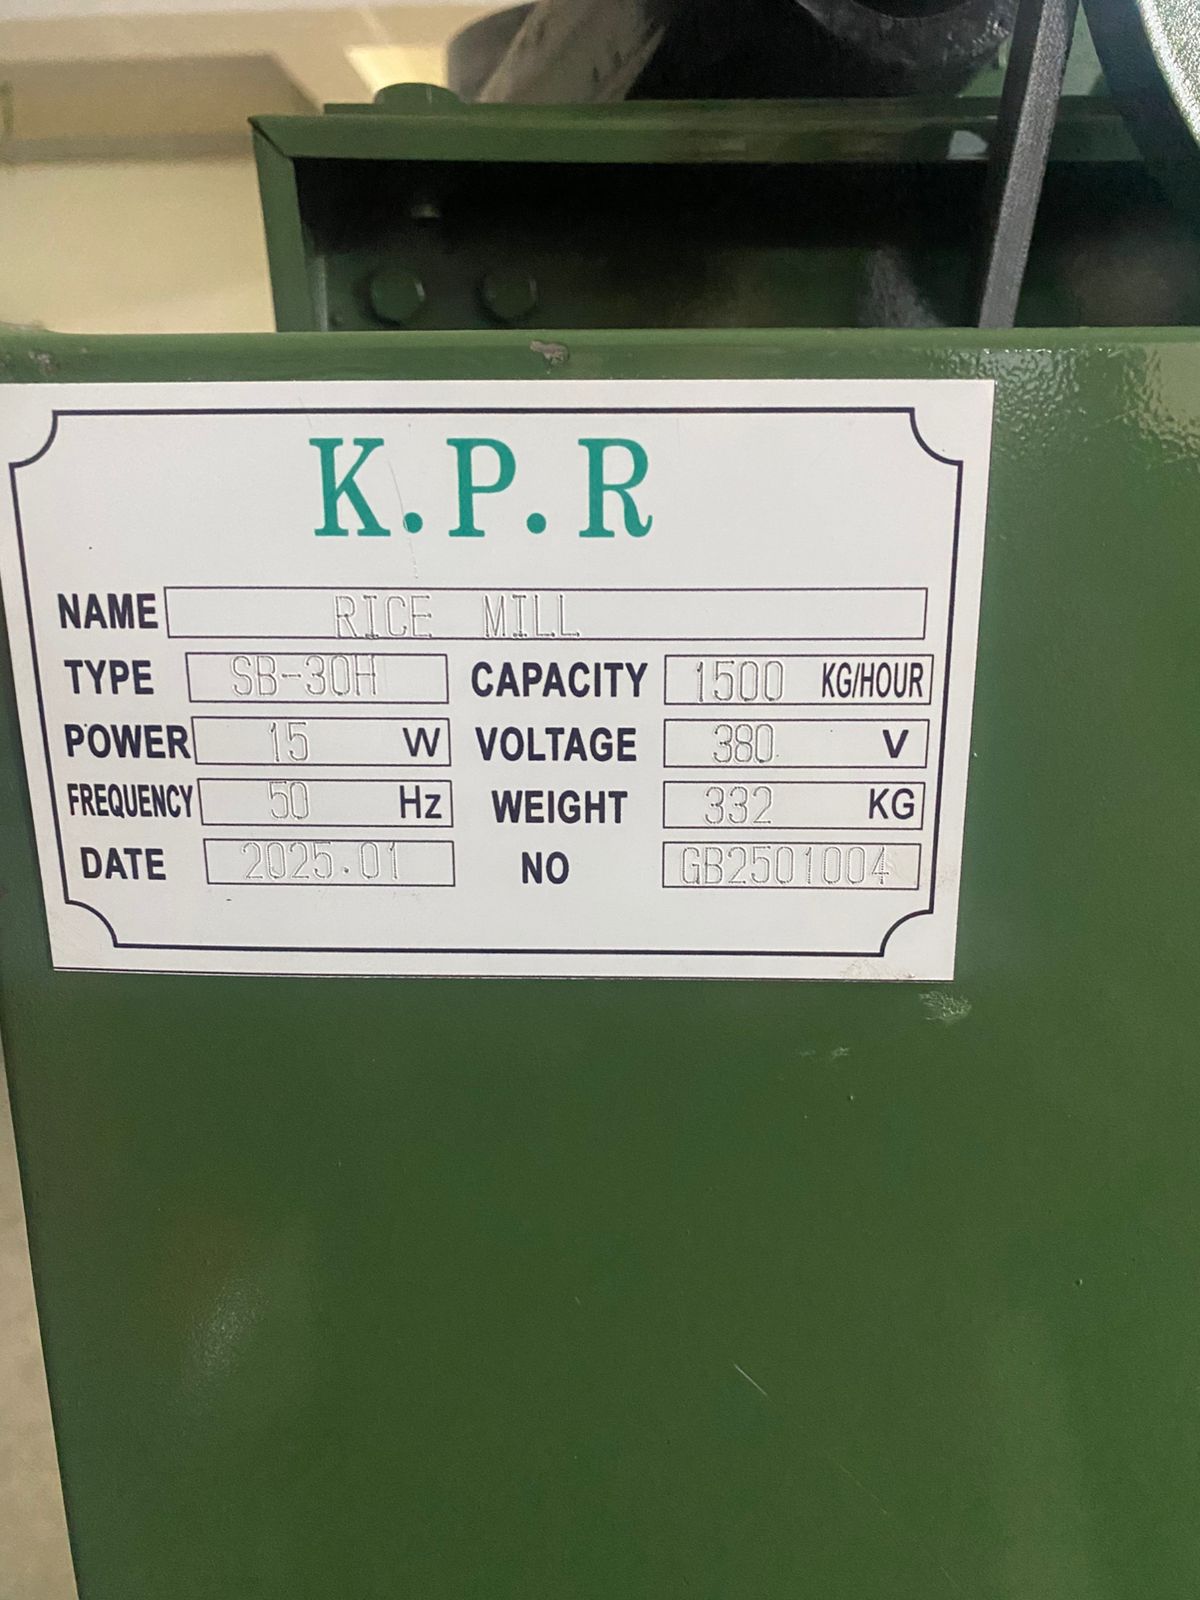 K.P.R
NAME RICE MILL
TYPE SB-30H CAPACITY 1500 KG/HOUR
POWER 15 W VOLTAGE 380 V
FREQUENCY 50 Hz WEIGHT 332 KG
DATE 2025.01 NO GB2501004